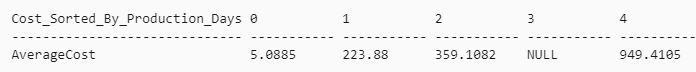 Cost_Sorted_By_Production_Days 0 1 2 3 4
------------------------------ ----------- ----------- ----------- ----------- -----------
AverageCost 5.0885 223.88 359.1082 NULL 949.4105